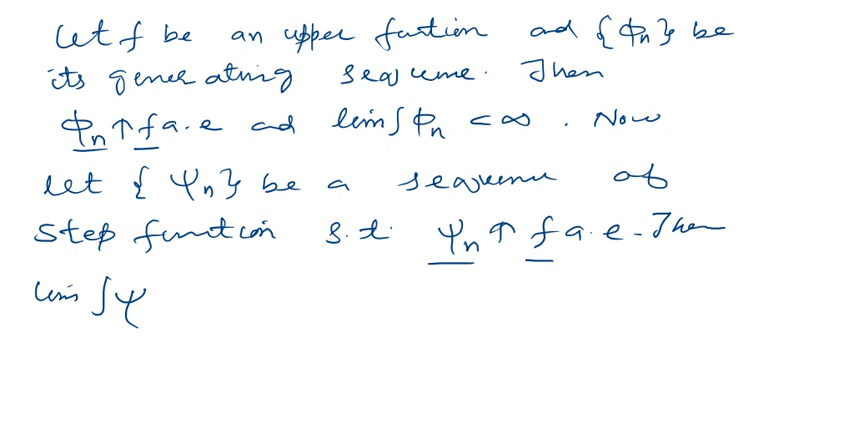 Let f be an upper function and {ϕn} be
its generating sequence. Then
ϕn ↑ f a.e and lim ∫ ϕn < ∞ . Now
let { ψn} be a sequence of
step function s.t. ψn ↑ f a.e - Then
lim ∫ ψ